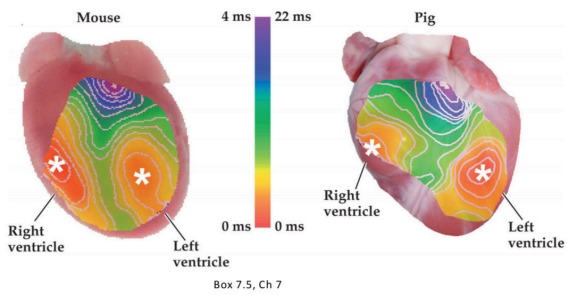 Mouse
4 ms
22 ms
Pig
0 ms
0 ms
Right
ventricle
Left
ventricle
Right
ventricle
Left
ventricle
*
*
*
*
Box 7.5, Ch 7